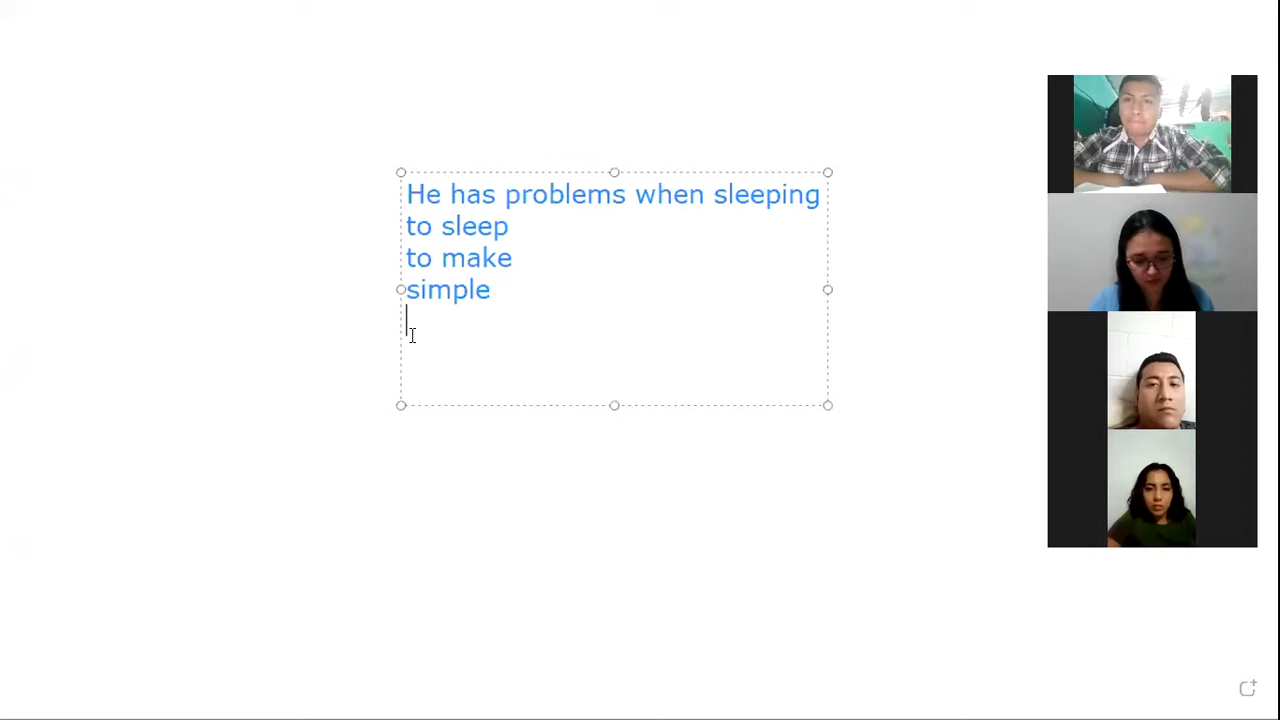 He has problems when sleeping
to sleep
to make
simple